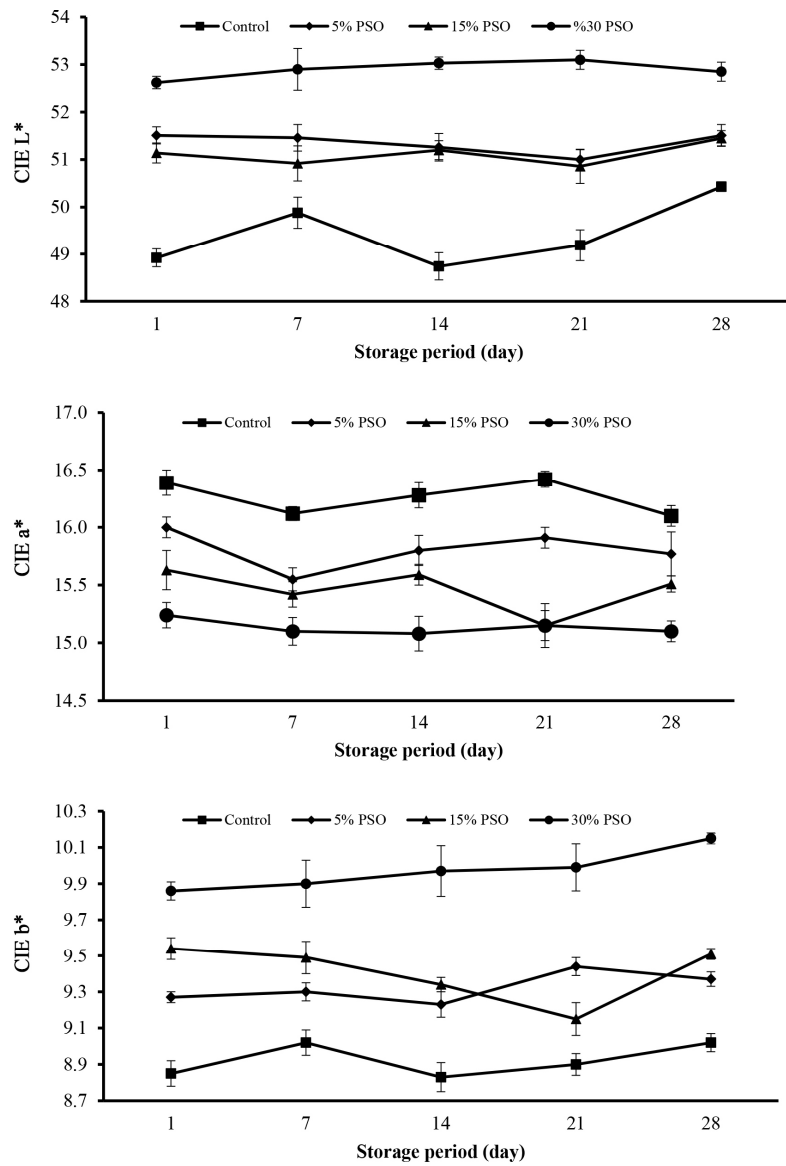 54
Control 5% PSO 15% PSO %30 PSO
53
52
51
50
49
48
CIE L*
1 7 14 21 28
Storage period (day)
17.0
Control 5% PSO 15% PSO 30% PSO
16.5
16.0
15.5
15.0
14.5
CIE a*
1 7 14 21 28
Storage period (day)
10.3
Control 5% PSO 15% PSO 30% PSO
10.1
9.9
9.7
9.5
9.3
9.1
8.9
8.7
CIE b*
1 7 14 21 28
Storage period (day)